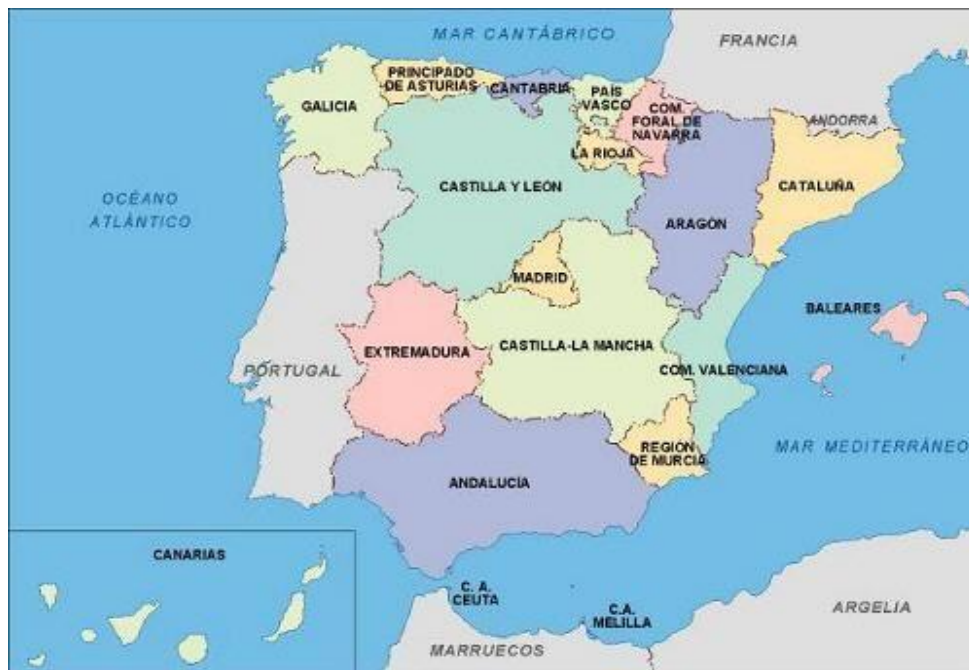 MAR CANTÁBRICO
FRANCIA
PRINCIPADO
DE ASTURIAS
CANTABRIA
PAÍS
VASCO
GALICIA
COM.
FORAL DE
NAVARRA
ANDORRA
LA RIOJA
CASTILLA Y LEÓN
CATALUÑA
OCÉANO
ATLÁNTICO
ARAGÓN
MADRID
BALEARES
EXTREMADURA
CASTILLA-LA MANCHA
PORTUGAL
COM. VALENCIANA
REGIÓN
DE MURCIA
MAR MEDITERRÁNEO
ANDALUCÍA
CANARIAS
C. A.
CEUTA
C.A.
MELILLA
ARGELIA
MARRUECOS